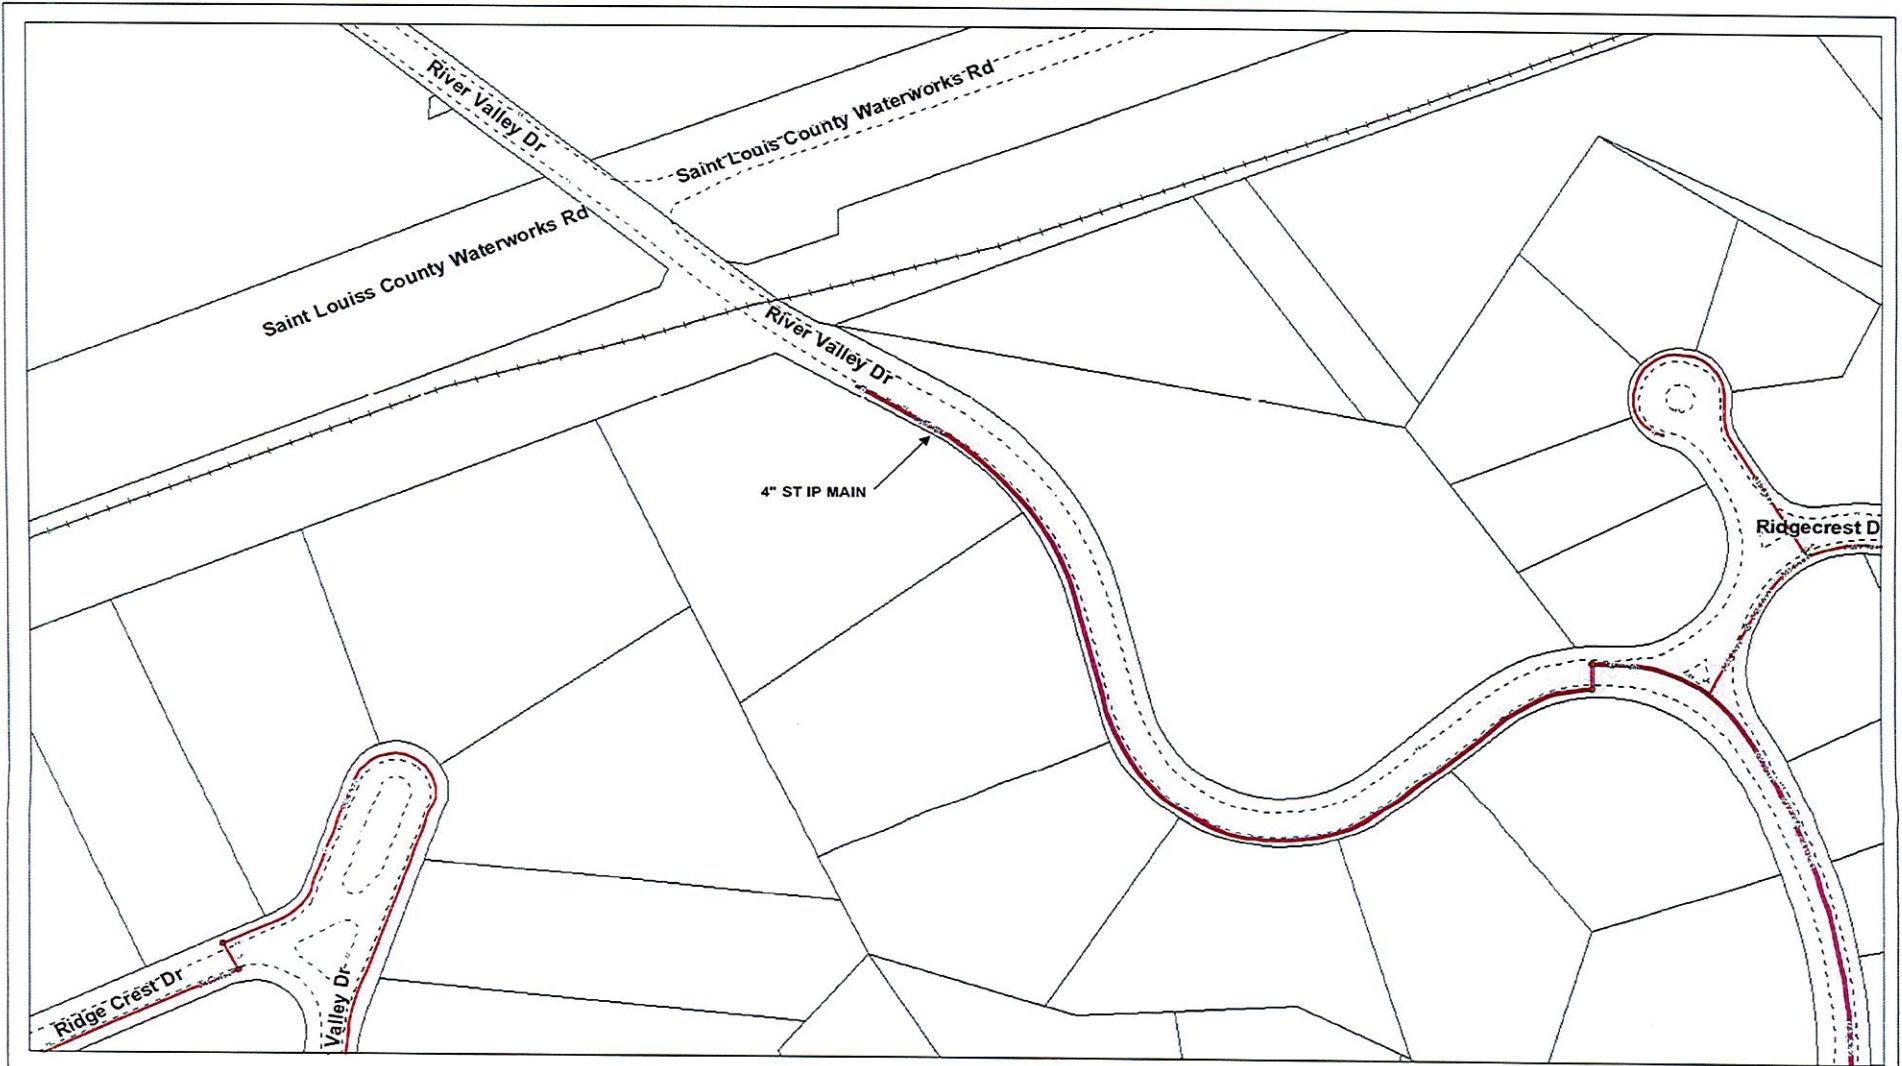 River Valley Dr
Saint Louis County Waterworks Rd
Saint Louiss County Waterworks Rd
River Valley Dr
4" ST IP MAIN
Ridgecrest D
Ridge Crest Dr
Valley Dr